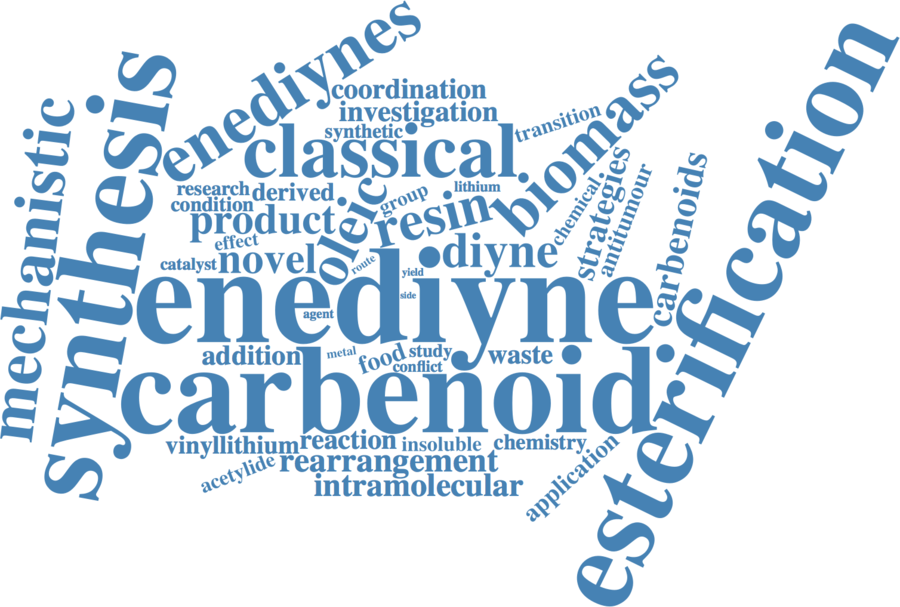 enediynes
coordination
investigation
synthetic
transition
classical
biomass
esterification
mechanistic
synthesis
research
derived
lithium
condition
group
chemical
strategies
antitumour
product
oleic
resin
carbenoids
effect
diyne
catalyst
novel
route
yield
enediyne
side
agent
addition
metal
food
study
waste
conflict
carbenoid
vinyllithium
reaction
insoluble
chemistry
acetylide
rearrangement
application
intramolecular